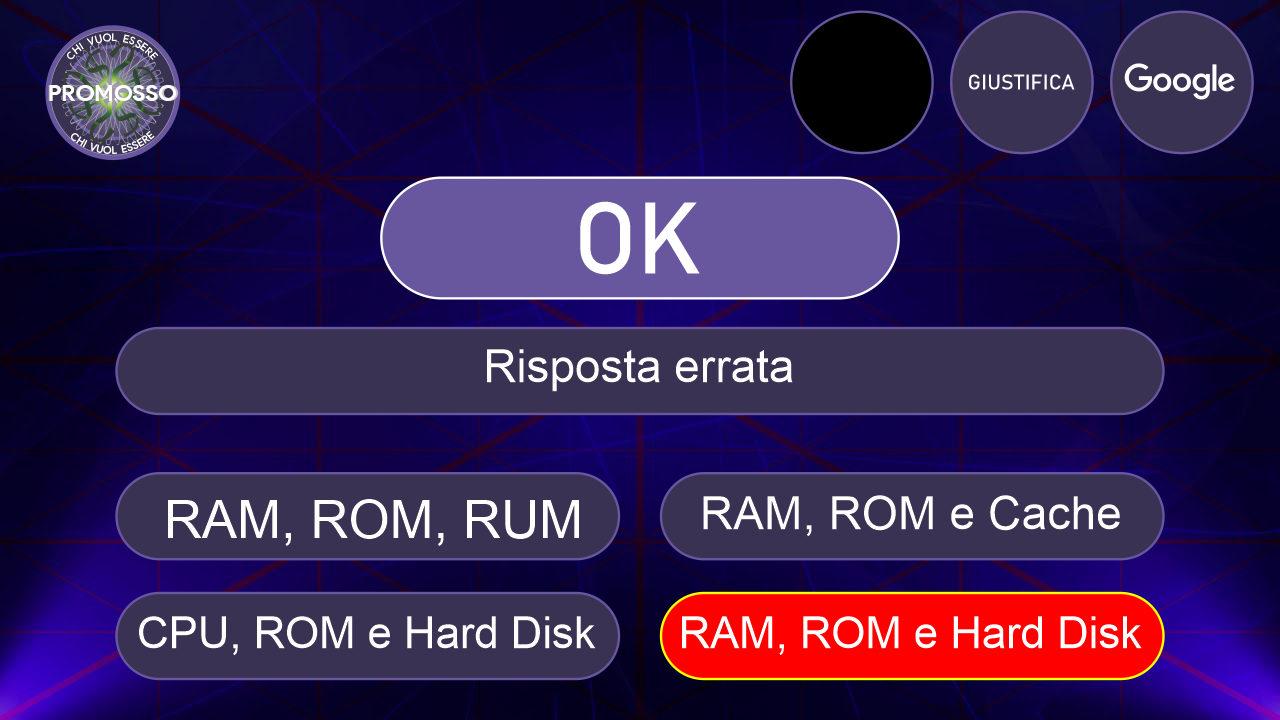 CHI VUOL ESSERE
PROMOSSO
CHI VUOL ESSERE
GIUSTIFICA
Google
OK
Risposta errata
RAM, ROM, RUM
RAM, ROM e Cache
CPU, ROM e Hard Disk
RAM, ROM e Hard Disk